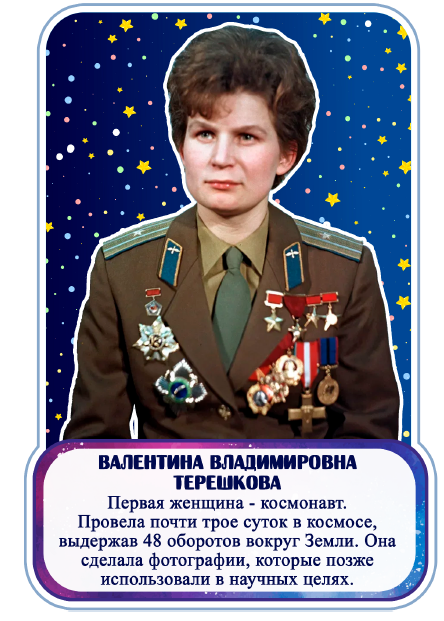 ВАЛЕНТИНА ВЛАДИМИРОВНА
ТЕРЕШКОВА
Первая женщина - космонавт.
Провела почти трое суток в космосе,
выдержав 48 оборотов вокруг Земли. Она
сделала фотографии, которые позже
использовали в научных целях.